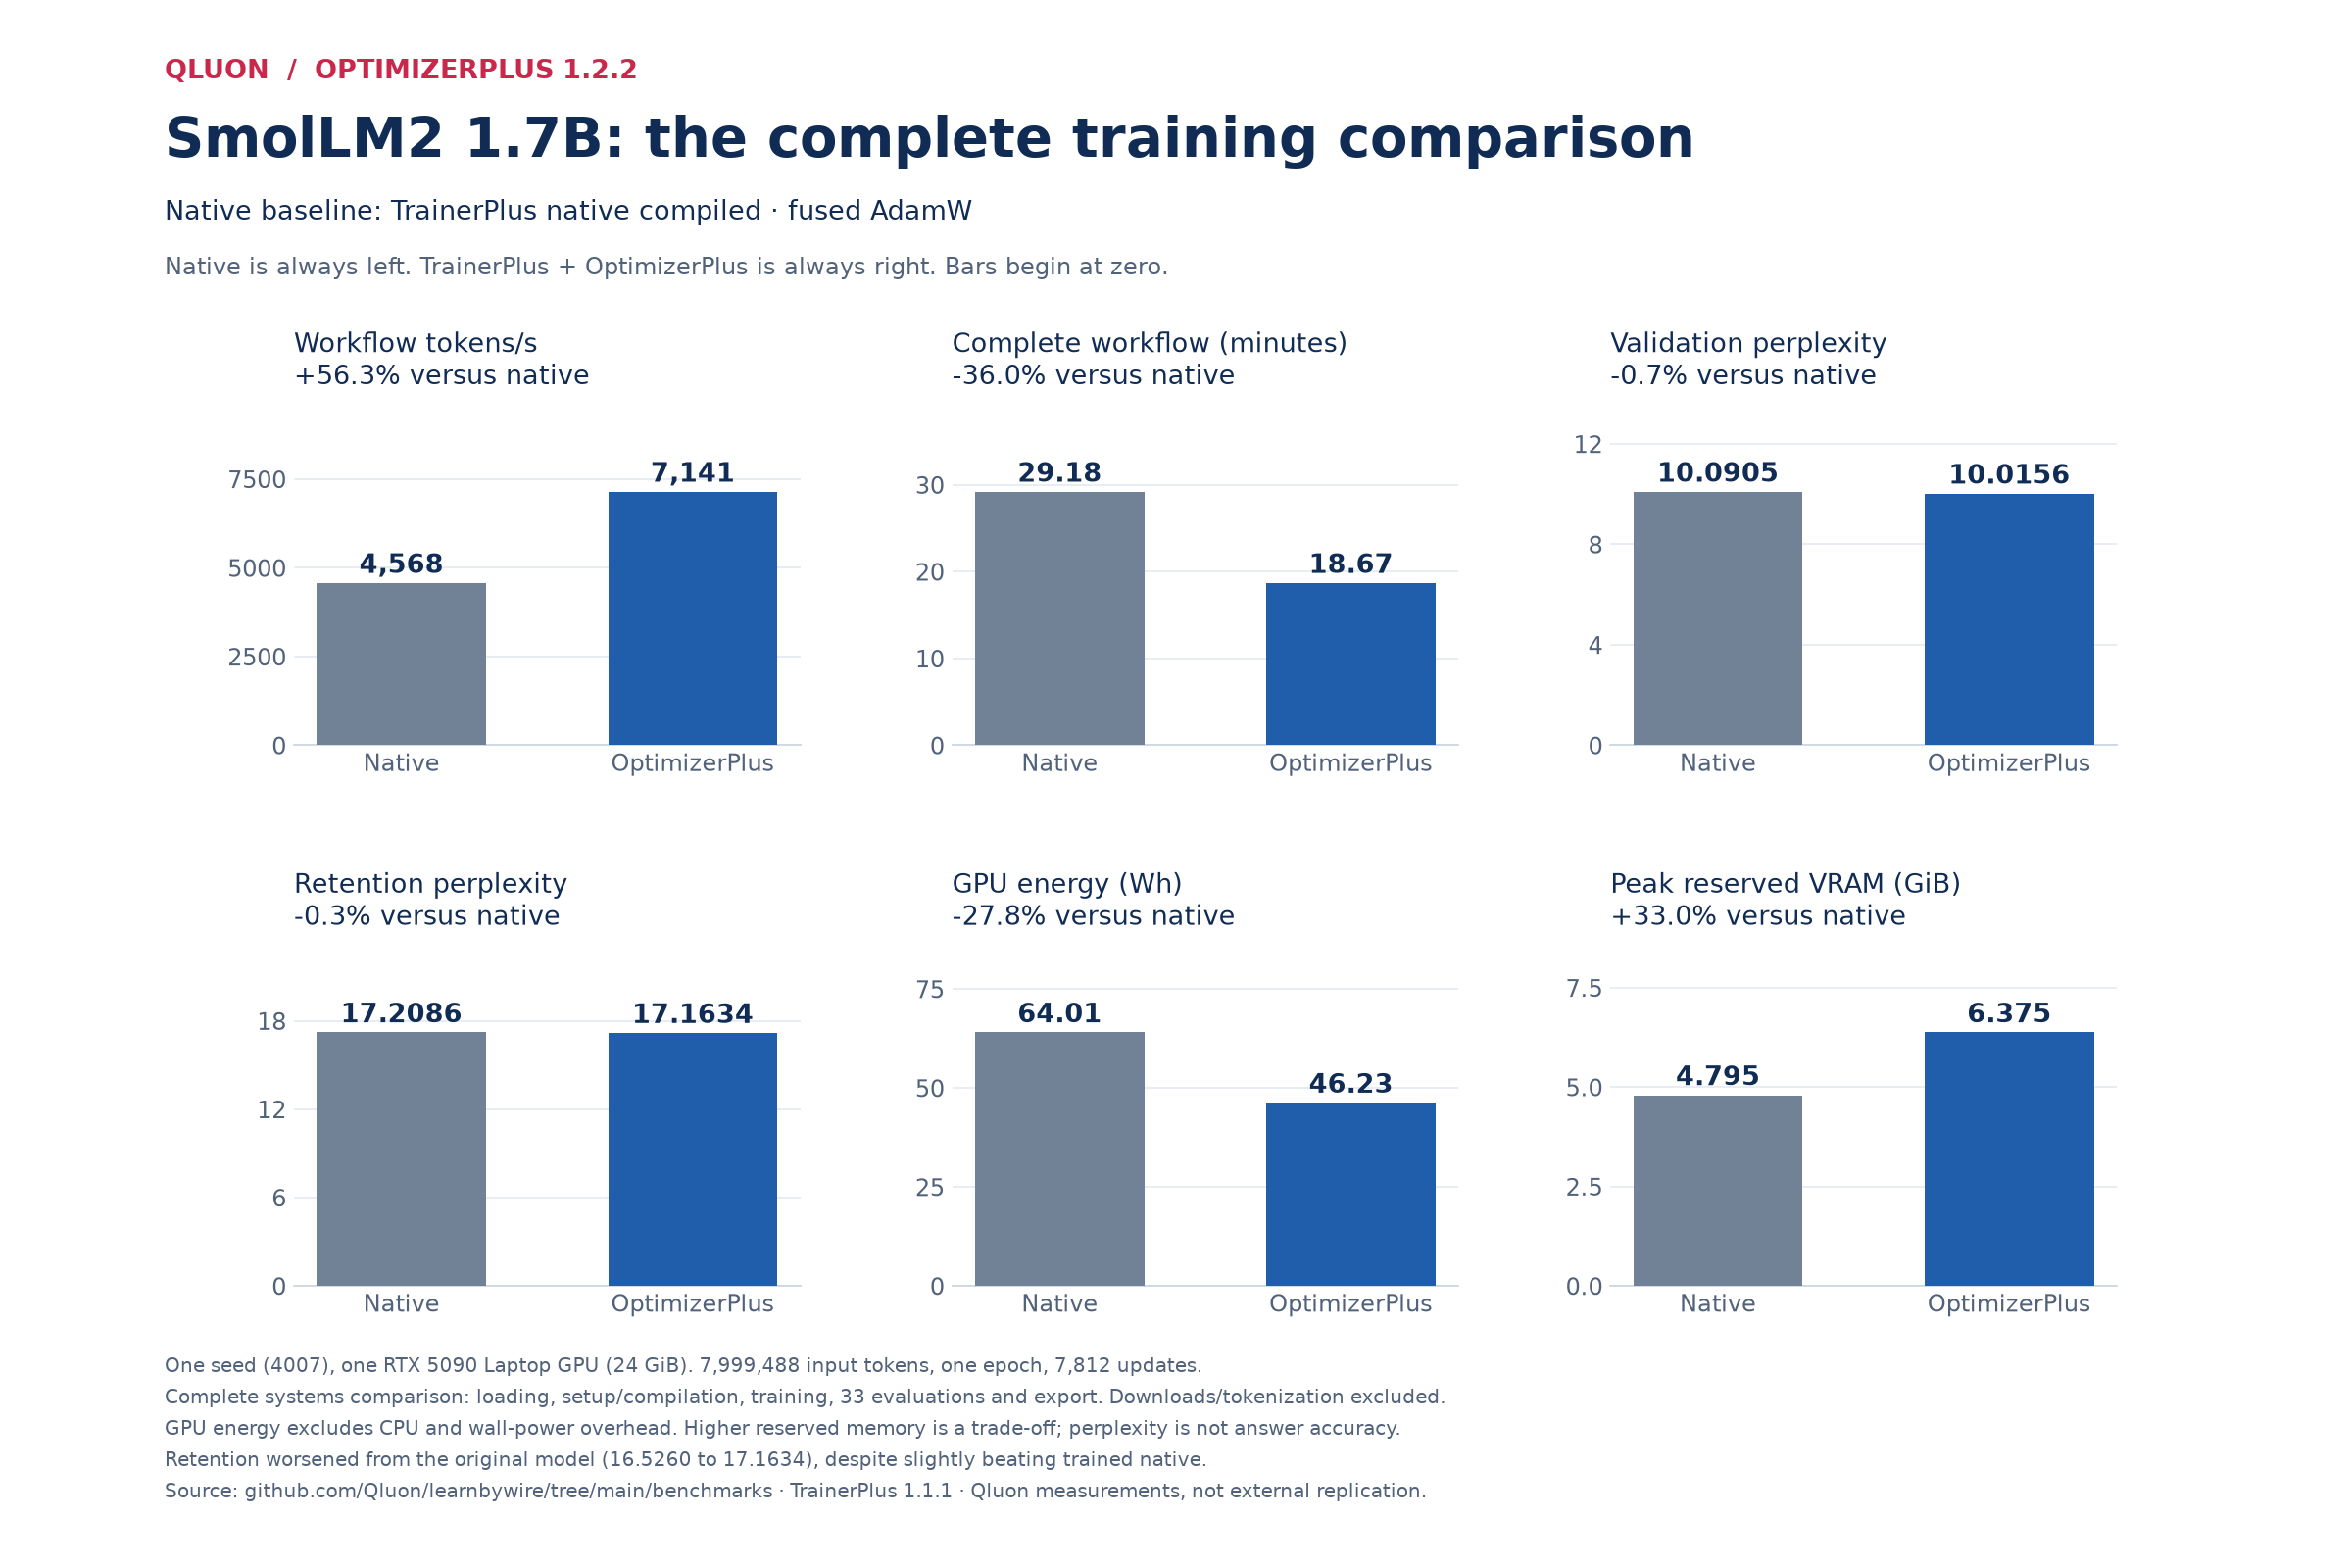 QLUON / OPTIMIZERPLUS 1.2.2
SmolLM2 1.7B: the complete training comparison
Native baseline: TrainerPlus native compiled · fused AdamW
Native is always left. TrainerPlus + OptimizerPlus is always right. Bars begin at zero.
Workflow tokens/s
+56.3% versus native
7500
5000
2500
0
4,568
7,141
Native
OptimizerPlus
Complete workflow (minutes)
-36.0% versus native
30
20
10
0
29.18
18.67
Native
OptimizerPlus
Validation perplexity
-0.7% versus native
12
8
4
0
10.0905
10.0156
Native
OptimizerPlus
Retention perplexity
-0.3% versus native
18
12
6
0
17.2086
17.1634
Native
OptimizerPlus
GPU energy (Wh)
-27.8% versus native
75
50
25
0
64.01
46.23
Native
OptimizerPlus
Peak reserved VRAM (GiB)
+33.0% versus native
7.5
5.0
2.5
0.0
4.795
6.375
Native
OptimizerPlus
One seed (4007), one RTX 5090 Laptop GPU (24 GiB). 7,999,488 input tokens, one epoch, 7,812 updates.
Complete systems comparison: loading, setup/compilation, training, 33 evaluations and export. Downloads/tokenization excluded.
GPU energy excludes CPU and wall-power overhead. Higher reserved memory is a trade-off; perplexity is not answer accuracy.
Retention worsened from the original model (16.5260 to 17.1634), despite slightly beating trained native.
Source: github.com/Qluon/learnbywire/tree/main/benchmarks · TrainerPlus 1.1.1 · Qluon measurements, not external replication.